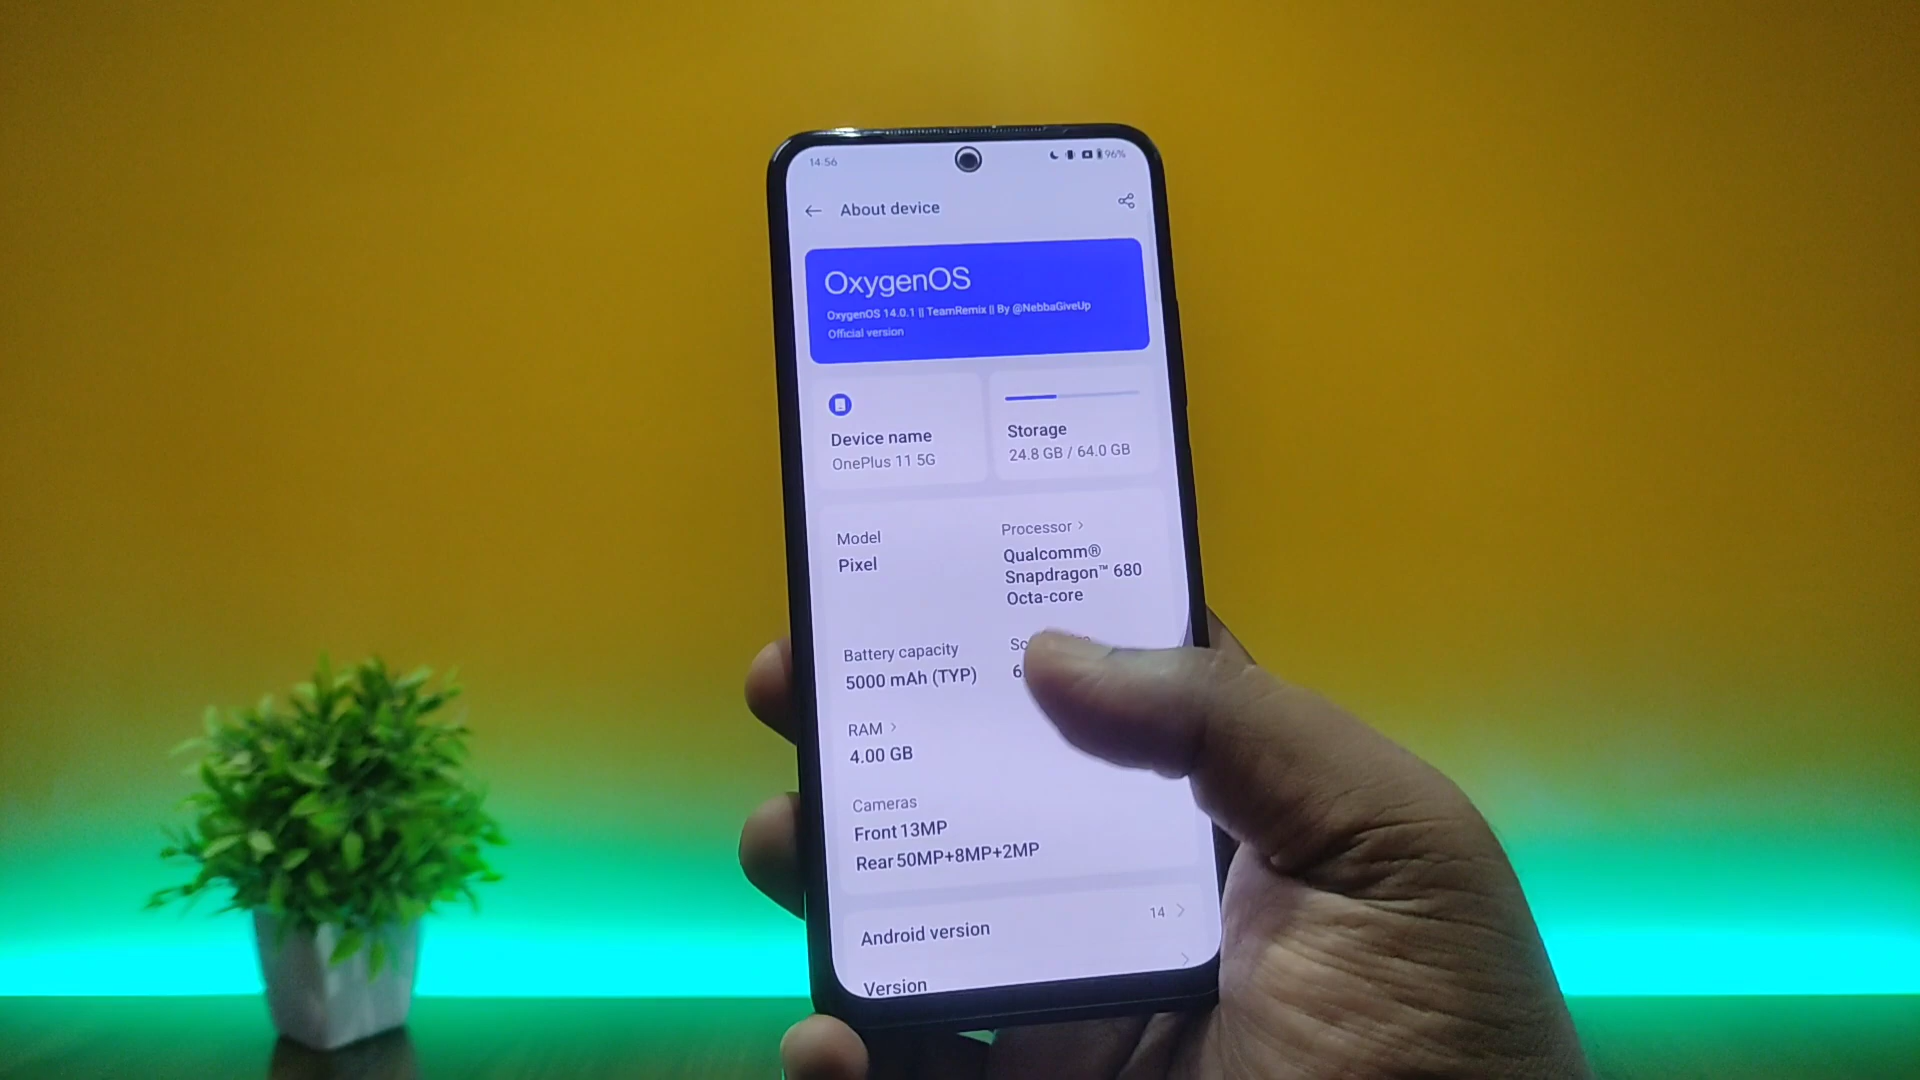 14:56
96%
About device
OxygenOS
OxygenOS 14.0.1 || TeamRemix || By @NebbaGiveUp
Official version
Device name
OnePlus 11 5G
Storage
24.8 GB / 64.0 GB
Model
Pixel
Processor
Qualcomm®
Snapdragon™ 680
Octa-core
Battery capacity
5000 mAh (TYP)
RAM
4.00 GB
Cameras
Front 13MP
Rear 50MP+8MP+2MP
Android version
14
Version